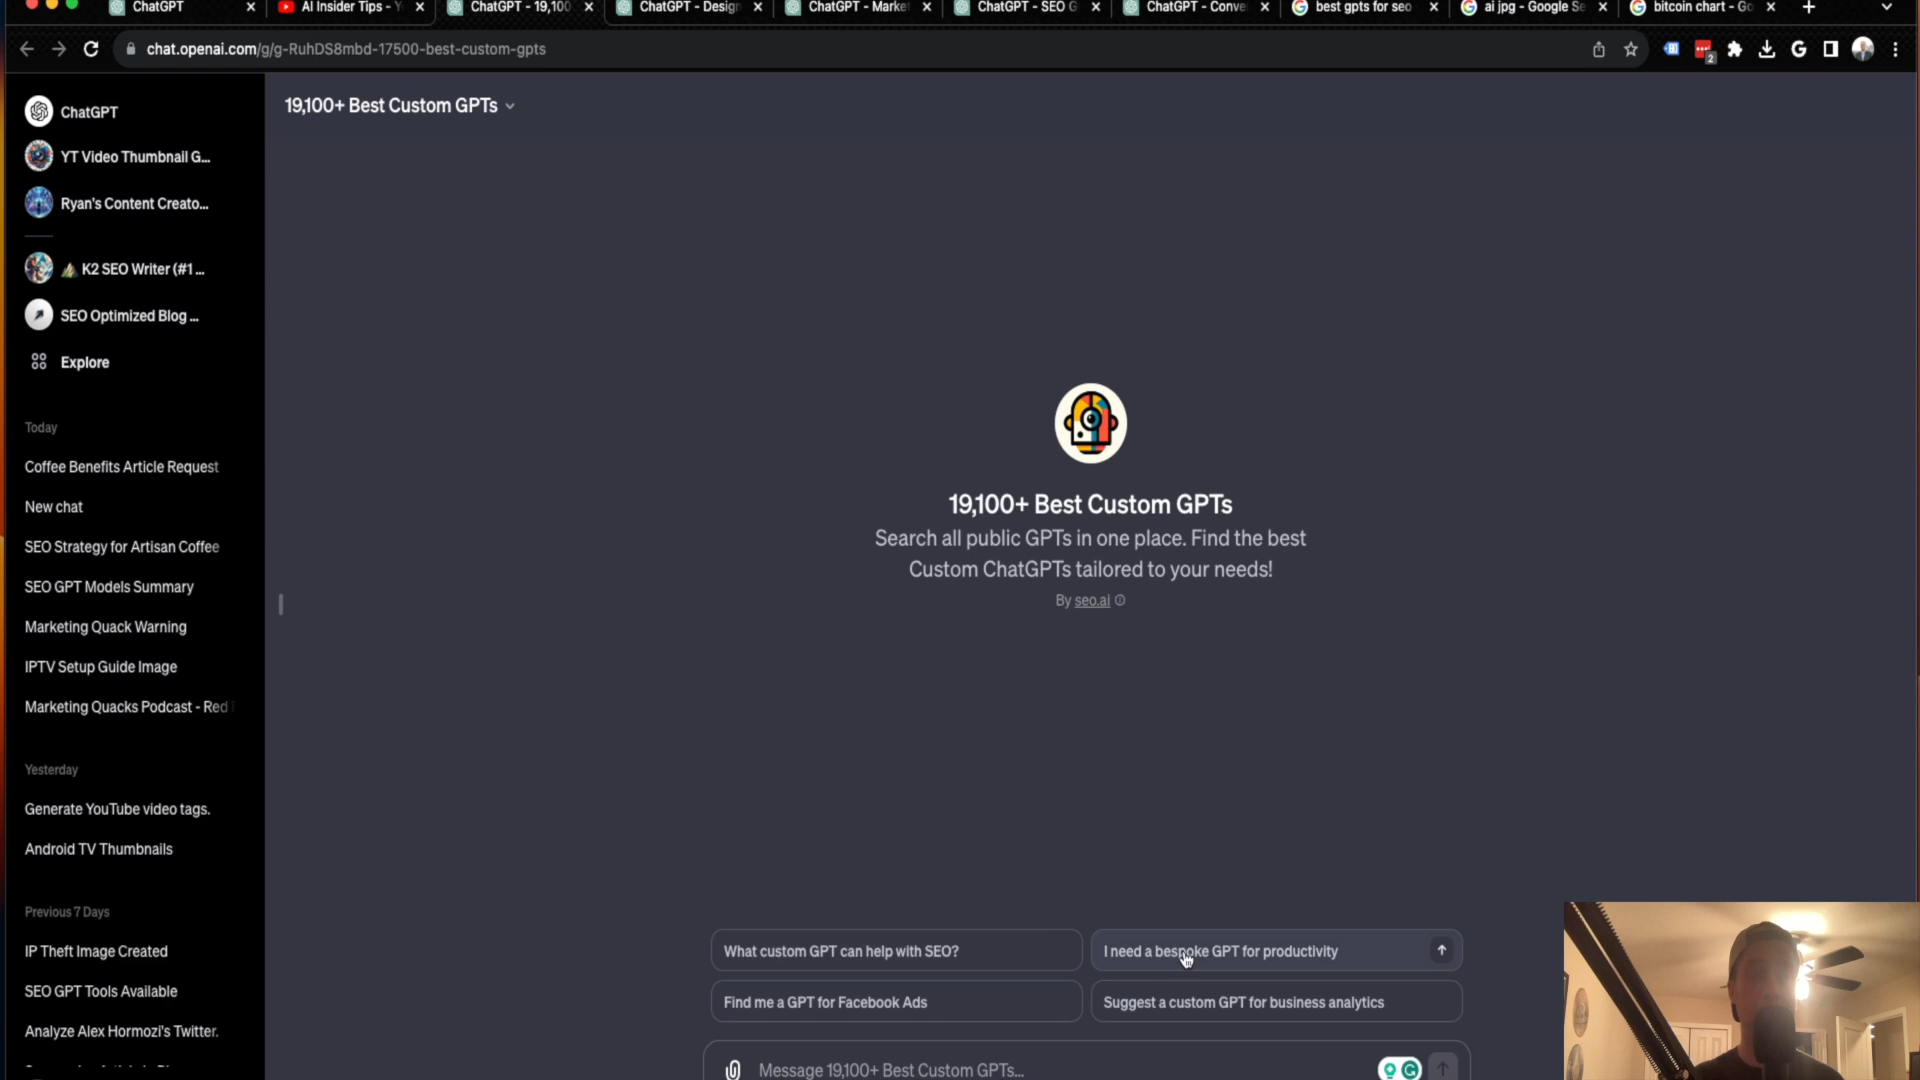 ChatGPT
AI Insider Tips - Y
ChatGPT - 19,100
ChatGPT - Design
ChatGPT - Market
ChatGPT - SEO G
ChatGPT - Conve
best gpts for seo
ai jpg - Google Se
bitcoin chart - Go
chat.openai.com/g/g-RuhDS8mbd-17500-best-custom-gpts
2
ChatGPT
YT Video Thumbnail G...
Ryan's Content Creato...
K2 SEO Writer (#1 ...
SEO Optimized Blog ...
Explore
Today
Coffee Benefits Article Request
New chat
SEO Strategy for Artisan Coffee
SEO GPT Models Summary
Marketing Quack Warning
IPTV Setup Guide Image
Marketing Quacks Podcast - Red
Yesterday
Generate YouTube video tags.
Android TV Thumbnails
Previous 7 Days
IP Theft Image Created
SEO GPT Tools Available
Analyze Alex Hormozi's Twitter.
19,100+ Best Custom GPTs
19,100+ Best Custom GPTs
Search all public GPTs in one place. Find the best
Custom ChatGPTs tailored to your needs!
By seo.ai
What custom GPT can help with SEO?
I need a bespoke GPT for productivity
Find me a GPT for Facebook Ads
Suggest a custom GPT for business analytics
Message 19,100+ Best Custom GPTs...